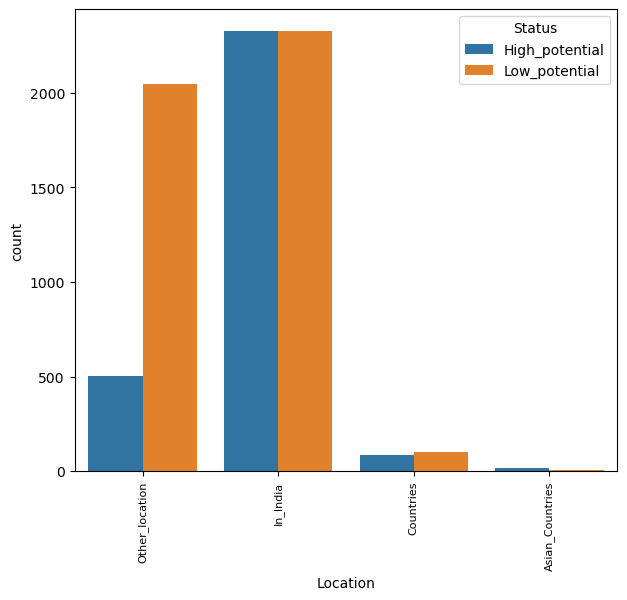 Status
High_potential
Low_potential
count
2000
1500
1000
500
0
Other_location
In_India
Countries
Asian_Countries
Location